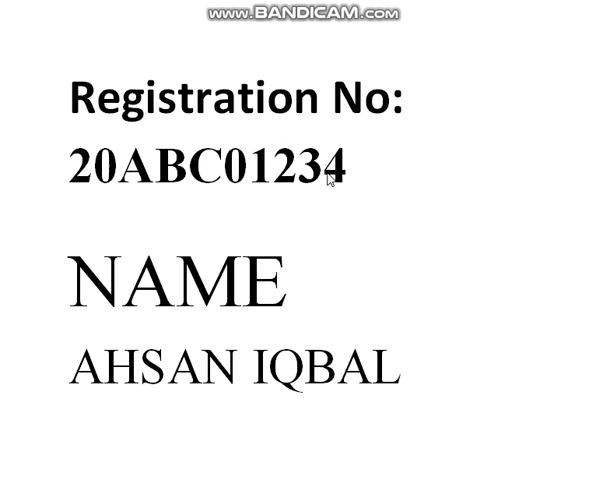 www.BANDICAM.com
Registration No:
20ABC01234
NAME
AHSAN IQBAL